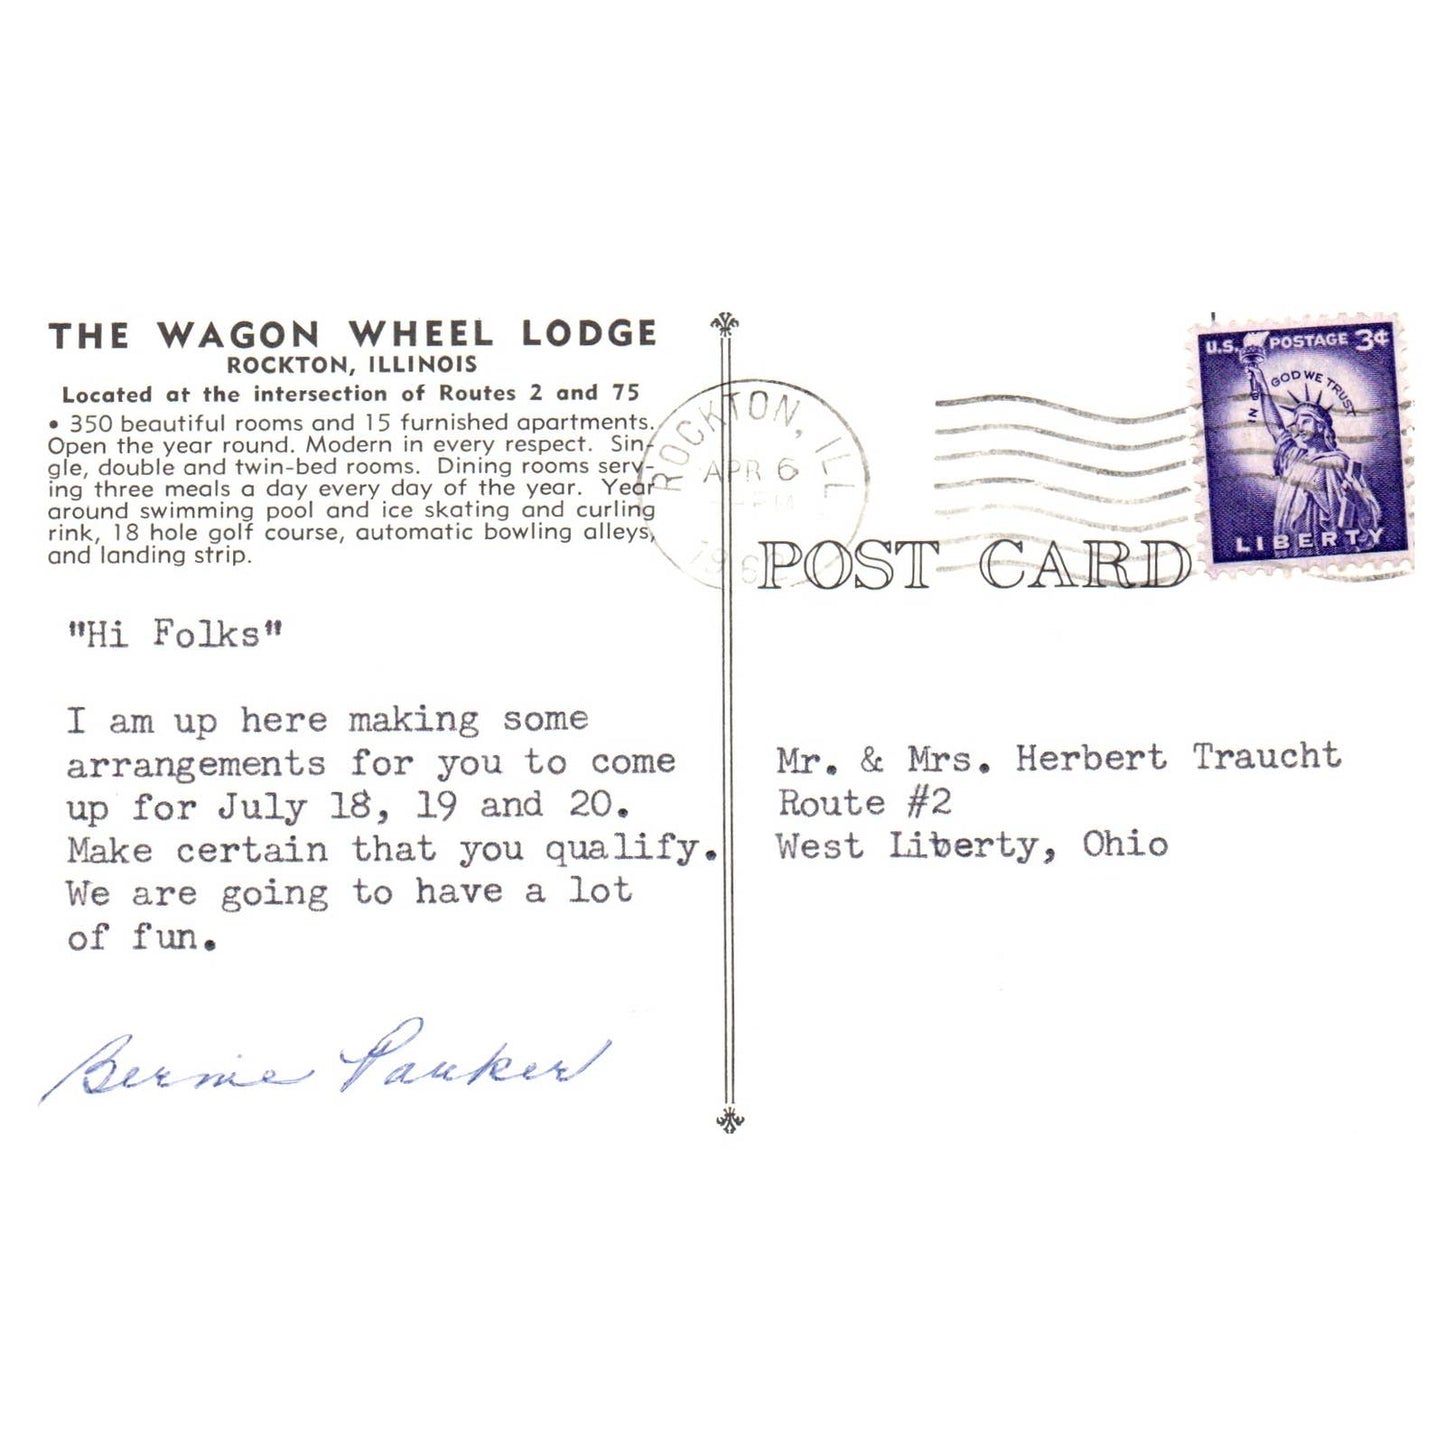 THE WAGON WHEEL LODGE
ROCKTON, ILLINOIS
Located at the intersection of Routes 2 and 75
• 350 beautiful rooms and 15 furnished apartments.
Open the year round. Modern in every respect. Sin-
gle, double and twin-bed rooms. Dining rooms serv-
ing three meals a day every day of the year. Year
around swimming pool and ice skating and curling
rink, 18 hole golf course, automatic bowling alleys,
and landing strip.
"Hi Folks"
I am up here making some
arrangements for you to come
up for July 18, 19 and 20.
Make certain that you qualify.
We are going to have a lot
of fun.
Bernie
ROCKTON, ILL
APR 6
PM
U.S. POSTAGE 3¢
IN GOD WE TRUST
LIBERTY
POST CARD
Mr. & Mrs. Herbert Traucht
Route #2
West Liberty, Ohio